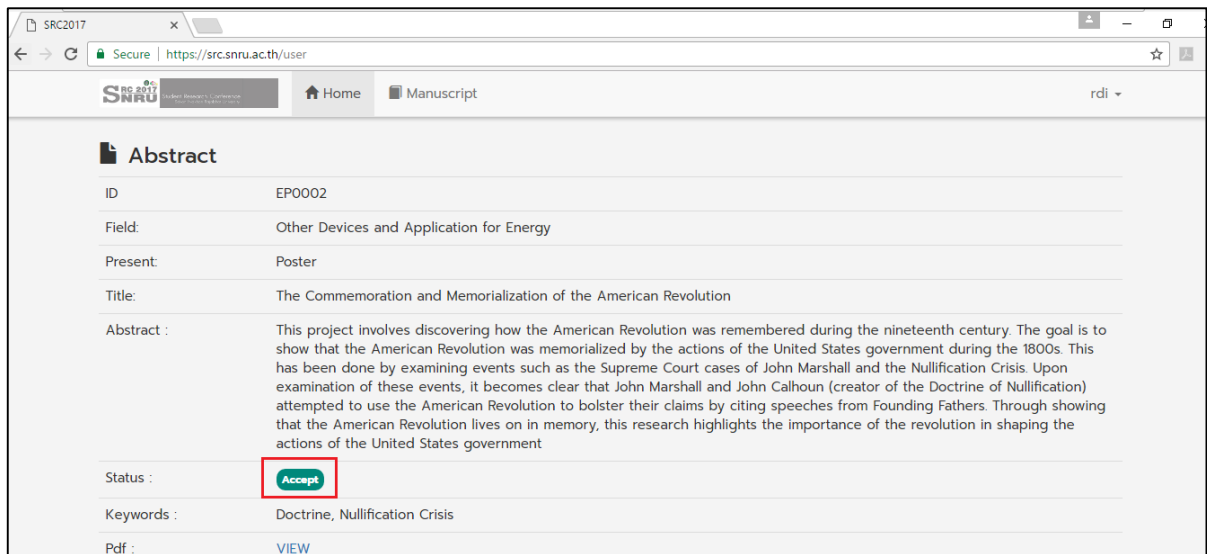 SRC2017
Secure | https://src.snru.ac.th/user
SRC 2017
SNRU
Student Research Conference
Home
Manuscript
rdi
Abstract
ID EP0002
Field: Other Devices and Application for Energy
Present: Poster
Title: The Commemoration and Memorialization of the American Revolution
Abstract : This project involves discovering how the American Revolution was remembered during the nineteenth century. The goal is to
show that the American Revolution was memorialized by the actions of the United States government during the 1800s. This
has been done by examining events such as the Supreme Court cases of John Marshall and the Nullification Crisis. Upon
examination of these events, it becomes clear that John Marshall and John Calhoun (creator of the Doctrine of Nullification)
attempted to use the American Revolution to bolster their claims by citing speeches from Founding Fathers. Through showing
that the American Revolution lives on in memory, this research highlights the importance of the revolution in shaping the
actions of the United States government
Status : Accept
Keywords : Doctrine, Nullification Crisis
Pdf : VIEW